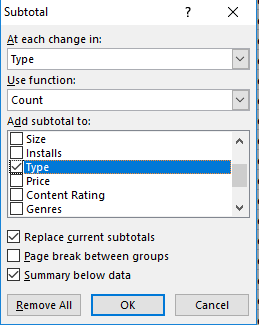 Subtotal
?
At each change in:
Type
Use function:
Count
Add subtotal to:
Size
Installs
Type
Price
Content Rating
Genres
Replace current subtotals
Page break between groups
Summary below data
Remove All OK Cancel